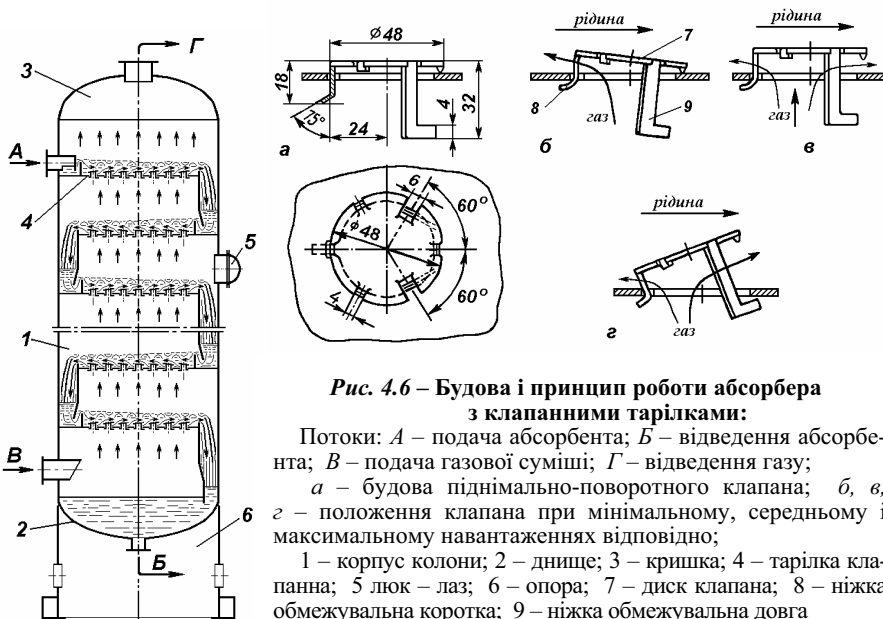 Г
3
А
4
5
1
В
2
6
Б
⌀48
18
75°
24
4
32
а
рідина
7
8
газ
9
б
рідина
газ
в
6
60°
⌀48
60°
4
рідина
газ
г
Рис. 4.6 – Будова і принцип роботи абсорбера
з клапанними тарілками:
Потоки: А – подача абсорбента; Б – відведення абсорбе-
нта; В – подача газової суміші; Г – відведення газу;
а – будова піднімально-поворотного клапана; б, в,
г – положення клапана при мінімальному, середньому і
максимальному навантаженнях відповідно;
1 – корпус колони; 2 – днище; 3 – кришка; 4 – тарілка кла-
панна; 5 люк – лаз; 6 – опора; 7 – диск клапана; 8 – ніжка
обмежувальна коротка; 9 – ніжка обмежувальна довга